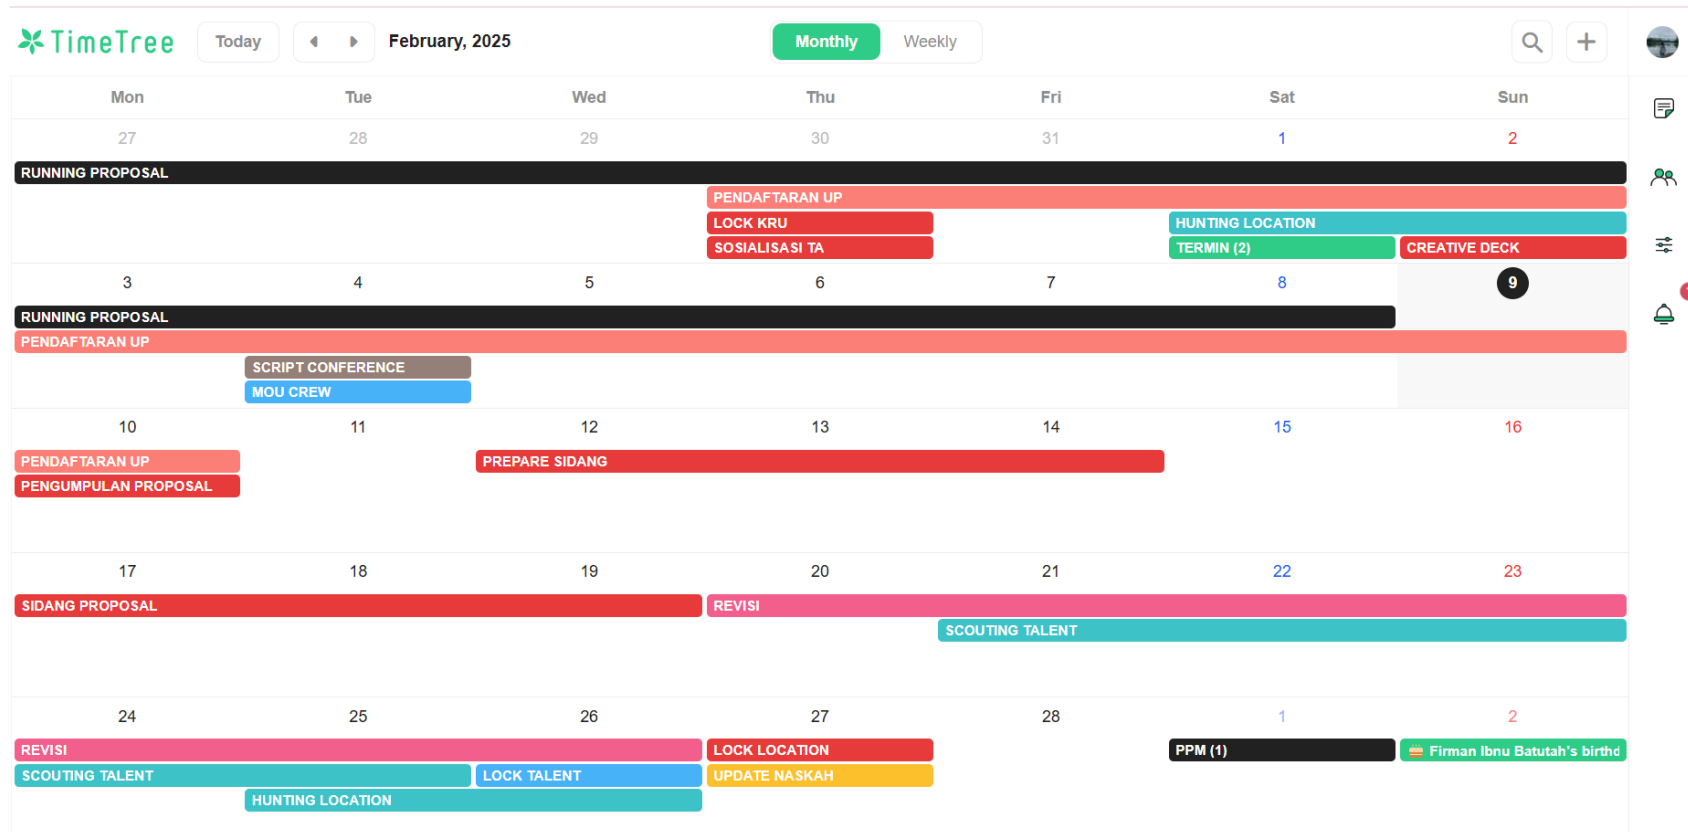 TimeTree Today February, 2025 Monthly Weekly
Mon Tue Wed Thu Fri Sat Sun
27 28 29 30 31 1 2
RUNNING PROPOSAL
PENDAFTARAN UP
LOCK KRU HUNTING LOCATION
SOSIALISASI TA TERMIN (2) CREATIVE DECK
3 4 5 6 7 8 9
RUNNING PROPOSAL
PENDAFTARAN UP
SCRIPT CONFERENCE
MOU CREW
10 11 12 13 14 15 16
PENDAFTARAN UP PREPARE SIDANG
PENGUMPULAN PROPOSAL
17 18 19 20 21 22 23
SIDANG PROPOSAL REVISI
SCOUTING TALENT
24 25 26 27 28 1 2
REVISI LOCK LOCATION PPM (1) Firman Ibnu Batutah's birthd
SCOUTING TALENT LOCK TALENT UPDATE NASKAH
HUNTING LOCATION